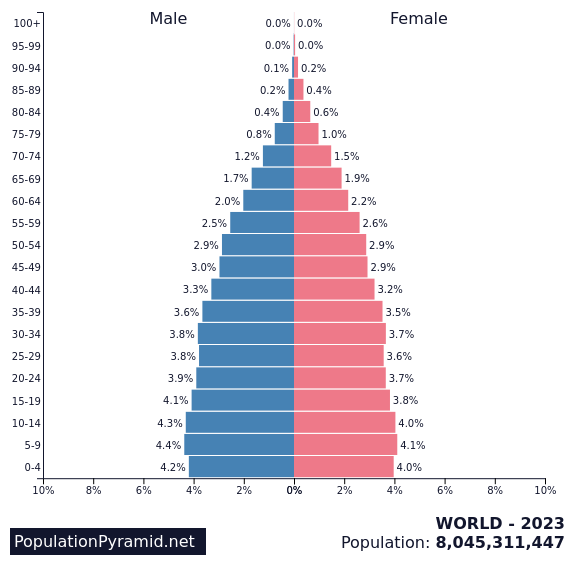 Male Female
100+ 0.0% 0.0%
95-99 0.0% 0.0%
90-94 0.1% 0.2%
85-89 0.2% 0.4%
80-84 0.4% 0.6%
75-79 0.8% 1.0%
70-74 1.2% 1.5%
65-69 1.7% 1.9%
60-64 2.0% 2.2%
55-59 2.5% 2.6%
50-54 2.9% 2.9%
45-49 3.0% 2.9%
40-44 3.3% 3.2%
35-39 3.6% 3.5%
30-34 3.8% 3.7%
25-29 3.8% 3.6%
20-24 3.9% 3.7%
15-19 4.1% 3.8%
10-14 4.3% 4.0%
5-9 4.4% 4.1%
0-4 4.2% 4.0%
10% 8% 6% 4% 2% 0% 2% 4% 6% 8% 10%
WORLD - 2023
PopulationPyramid.net Population: 8,045,311,447